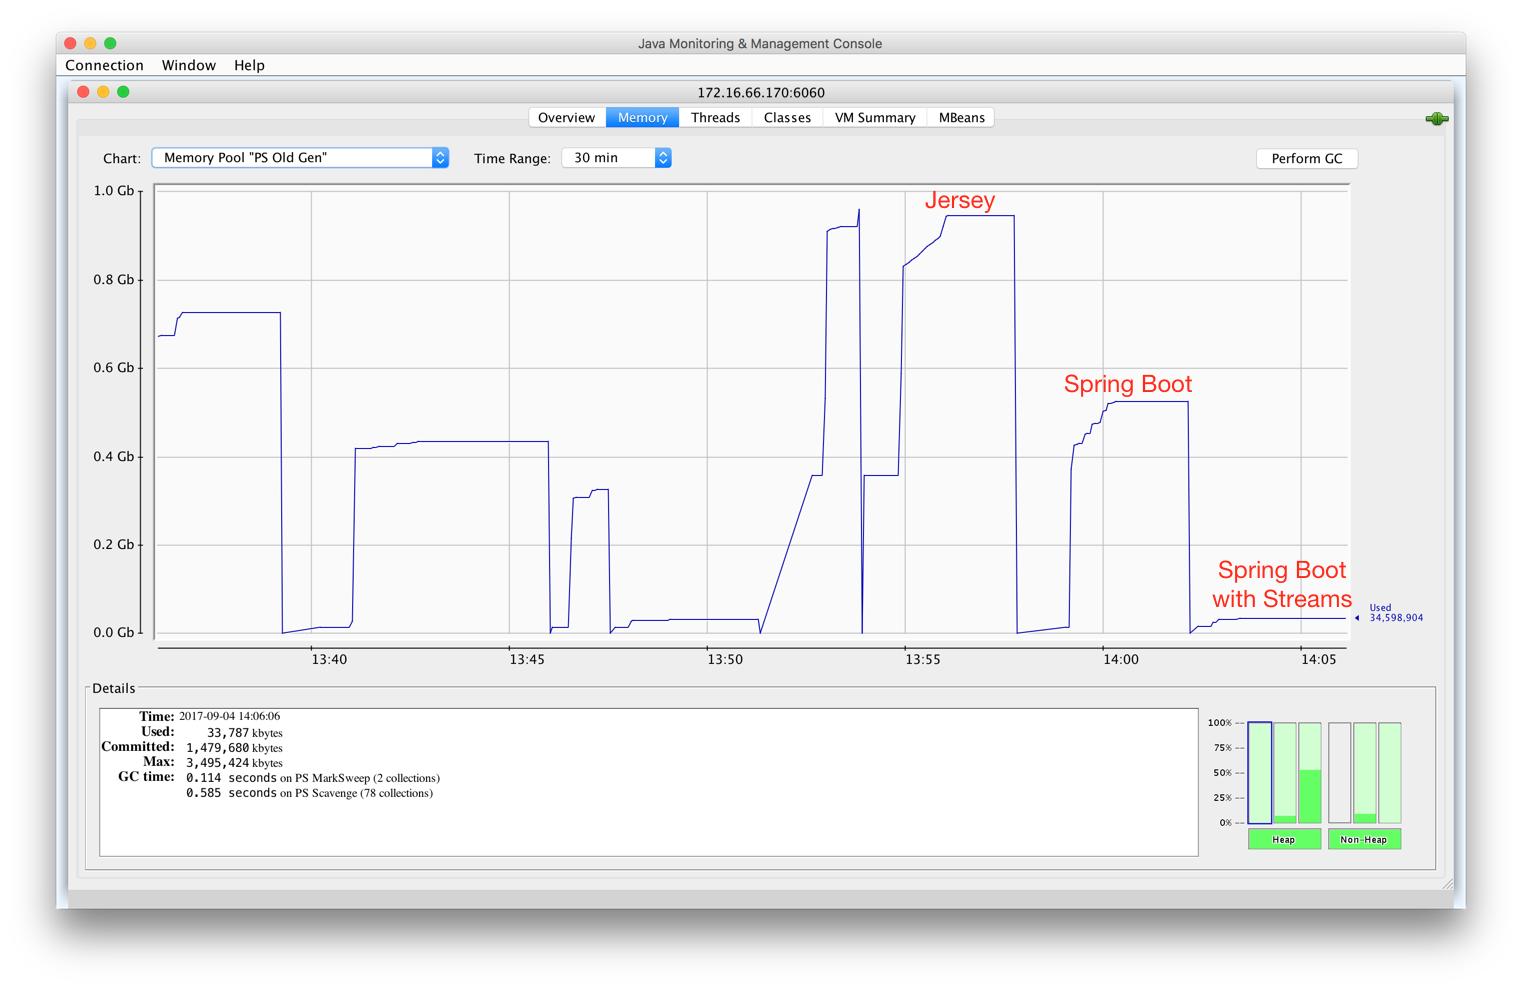 Java Monitoring & Management Console
Connection Window Help
172.16.66.170:6060
Overview Memory Threads Classes VM Summary MBeans
Chart: Memory Pool "PS Old Gen" Time Range: 30 min Perform GC
1.0 Gb
0.8 Gb
0.6 Gb
0.4 Gb
0.2 Gb
0.0 Gb
Jersey
Spring Boot
Spring Boot
with Streams
Used
34,598,904
13:40 13:45 13:50 13:55 14:00 14:05
Details
Time: 2017-09-04 14:06:06
Used: 33,787 kbytes
Committed: 1,479,680 kbytes
Max: 3,495,424 kbytes
GC time: 0.114 seconds on PS MarkSweep (2 collections)
0.585 seconds on PS Scavenge (78 collections)
100% --
75% --
50% --
25% --
0% --
Heap Non-Heap